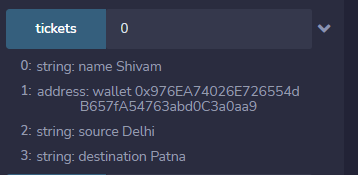 tickets 0
0: string: name Shivam
1: address: wallet 0x976EA74026E726554d
B657fA54763abd0C3a0aa9
2: string: source Delhi
3: string: destination Patna